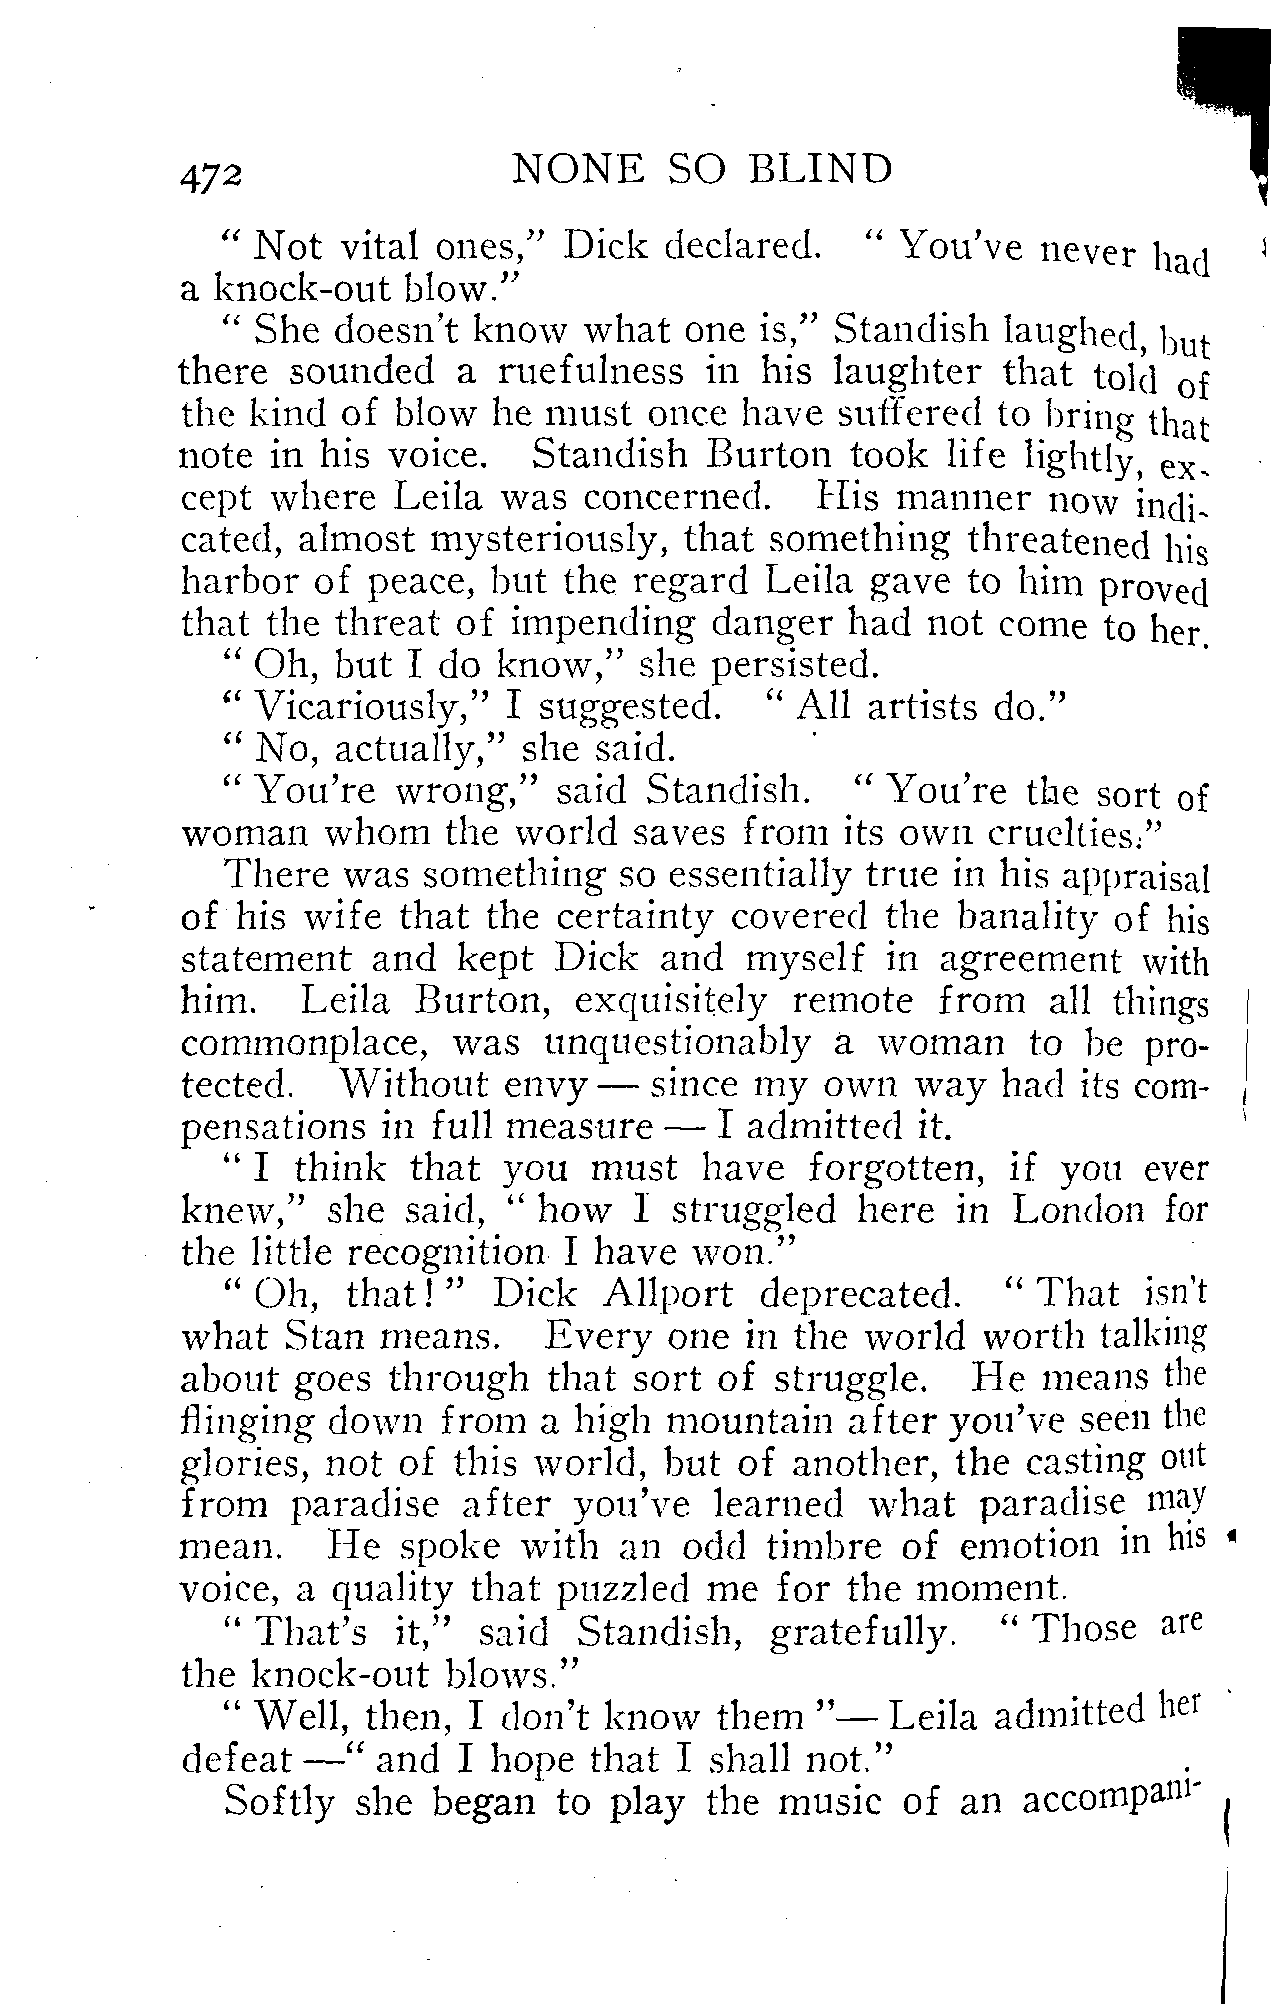 472 NONE SO BLIND
“ Not vital ones,” Dick declared. “ You've never had
a knock-out blow.”
“ She doesn't know what one is,” Standish laughed, but
there sounded a ruefulness in his laughter that told of
the kind of blow he must once have suffered to bring that
note in his voice. Standish Burton took life lightly, ex-
cept where Leila was concerned. His manner now indi-
cated, almost mysteriously, that something threatened his
harbor of peace, but the regard Leila gave to him proved
that the threat of impending danger had not come to her.
“ Oh, but I do know,” she persisted.
“ Vicariously,” I suggested. “ All artists do.”
“ No, actually,” she said.
“ You're wrong,” said Standish. “ You're the sort of
woman whom the world saves from its own cruelties.”
There was something so essentially true in his appraisal
of his wife that the certainty covered the banality of his
statement and kept Dick and myself in agreement with
him. Leila Burton, exquisitely remote from all things
commonplace, was unquestionably a woman to be pro-
tected. Without envy — since my own way had its com-
pensations in full measure — I admitted it.
“ I think that you must have forgotten, if you ever
knew,” she said, “ how I struggled here in London for
the little recognition I have won.”
“ Oh, that! ” Dick Allport deprecated. “ That isn't
what Stan means. Every one in the world worth talking
about goes through that sort of struggle. He means the
flinging down from a high mountain after you've seen the
glories, not of this world, but of another, the casting out
from paradise after you've learned what paradise may
mean. He spoke with an odd timbre of emotion in his
voice, a quality that puzzled me for the moment.
“ That's it,” said Standish, gratefully. “ Those are
the knock-out blows.”
“ Well, then, I don't know them ”— Leila admitted her
defeat —“ and I hope that I shall not.”
Softly she began to play the music of an accompani-